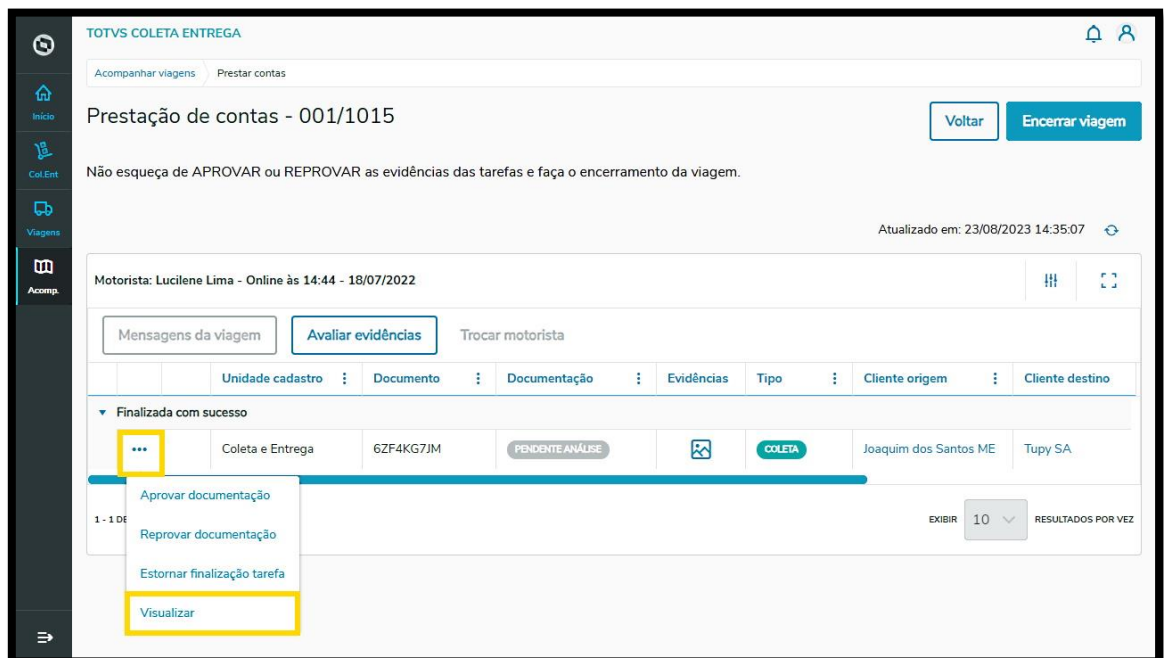 TOTVS COLETA ENTREGA
Acompanhar viagens Prestar contas
Início
Prestação de contas - 001/1015
Voltar
Encerrar viagem
Col.Ent
Não esqueça de APROVAR ou REPROVAR as evidências das tarefas e faça o encerramento da viagem.
Viagens
Atualizado em: 23/08/2023 14:35:07
Acomp.
Motorista: Lucilene Lima - Online às 14:44 - 18/07/2022
Mensagens da viagem Avaliar evidências Trocar motorista
Unidade cadastro Documento Documentação Evidências Tipo Cliente origem Cliente destino
Finalizada com sucesso
Coleta e Entrega 6ZF4KG7JM PENDENTE ANÁLISE COLETA Joaquim dos Santos ME Tupy SA
Aprovar documentação
1 - 1 DE
EXIBIR 10 RESULTADOS POR VEZ
Reprovar documentação
Estornar finalização tarefa
Visualizar